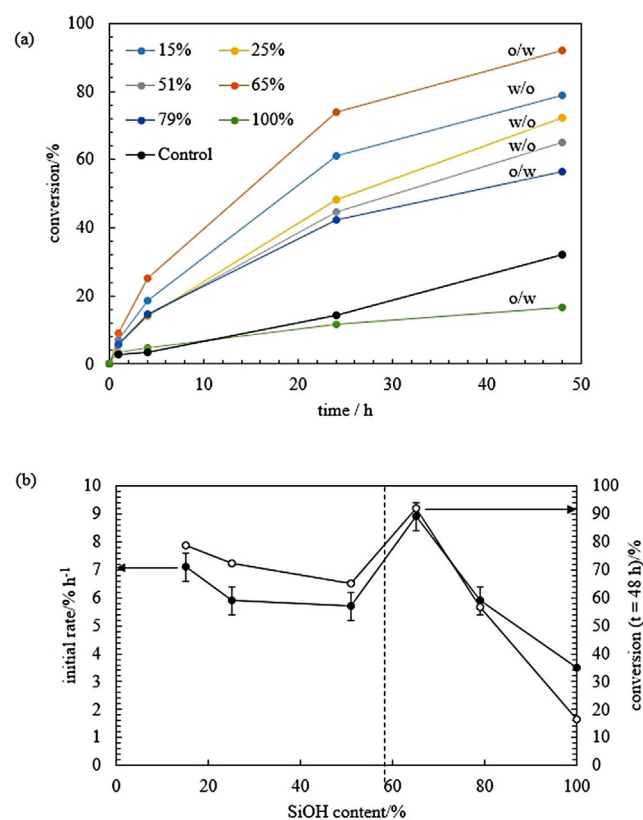 (a)
100
80
60
40
20
0
conversion/%
15% 25%
51% 65%
79% 100%
Control
o/w
w/o
w/o
w/o
o/w
o/w
0 10 20 30 40 50
time / h
(b)
10
9
8
7
6
5
4
3
2
1
0
initial rate/% h-1
100
90
80
70
60
50
40
30
20
10
0
conversion (t = 48 h)/%
0 20 40 60 80 100
SiOH content/%